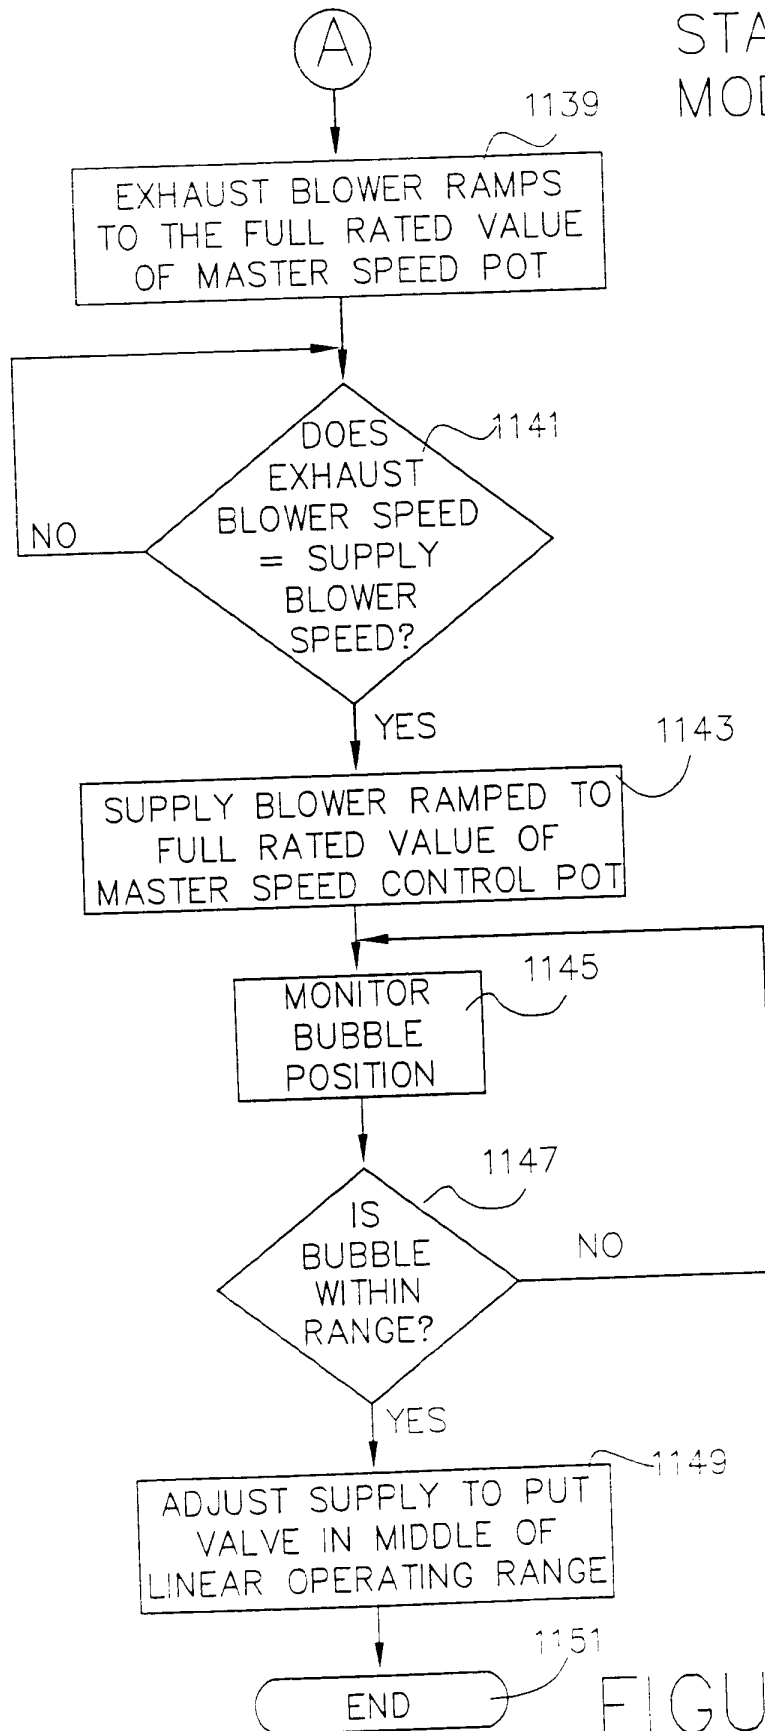 A
STA
MOD
1139
EXHAUST BLOWER RAMPS
TO THE FULL RATED VALUE
OF MASTER SPEED POT
1141
DOES
EXHAUST
BLOWER SPEED
= SUPPLY
BLOWER
SPEED?
NO
YES
1143
SUPPLY BLOWER RAMPED TO
FULL RATED VALUE OF
MASTER SPEED CONTROL POT
1145
MONITOR
BUBBLE
POSITION
1147
IS
BUBBLE
WITHIN
RANGE?
NO
YES
1149
ADJUST SUPPLY TO PUT
VALVE IN MIDDLE OF
LINEAR OPERATING RANGE
1151
END
FIGU